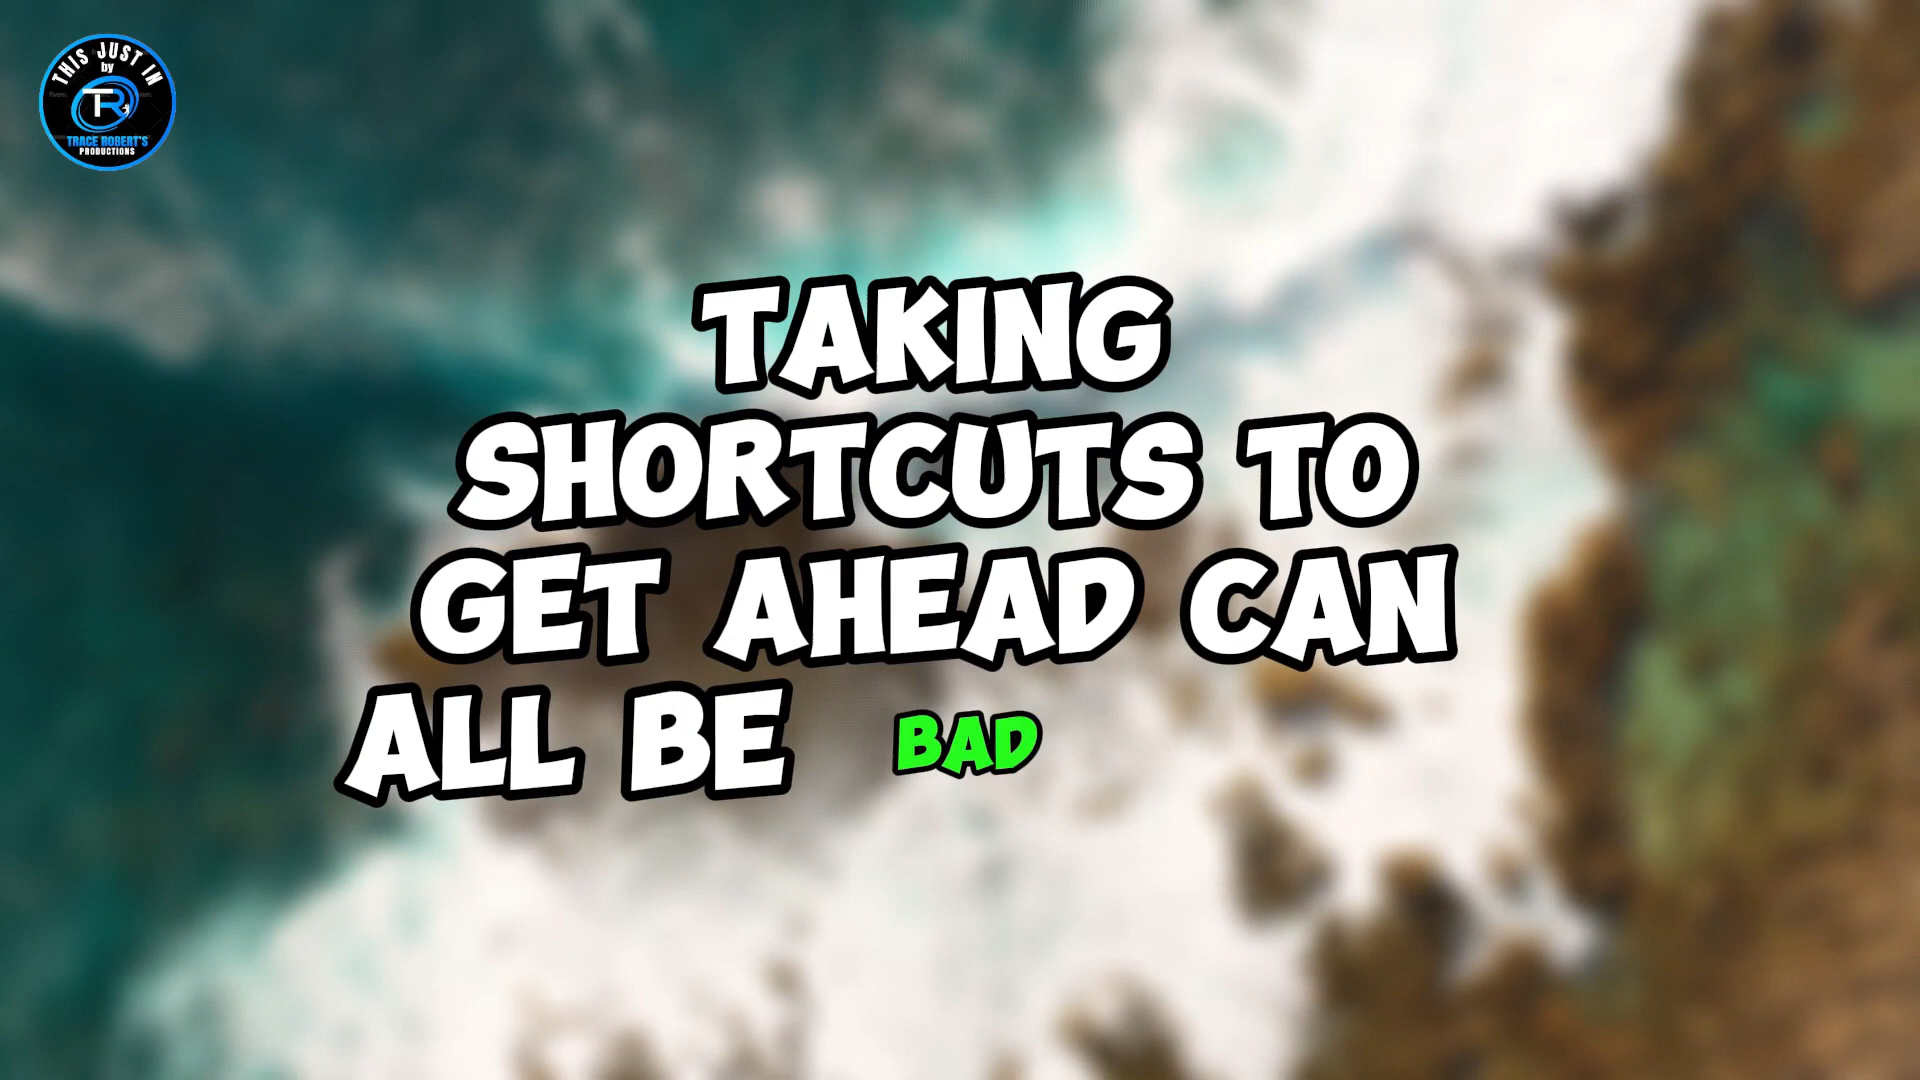 THIS JUST IN
by
TR
TRACE ROBERT'S
PRODUCTIONS
TAKING
SHORTCUTS TO
GET AHEAD CAN
ALL BE BAD